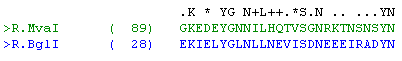 .K * YG N+L++.*S.N .. ...YN
>R.MvaI ( 89) GKEDEYGNNILHQTVSGNRKTNSNSYN
>R.BglI ( 28) EKIELYGLNLLNEVISDNEEEIRADYN